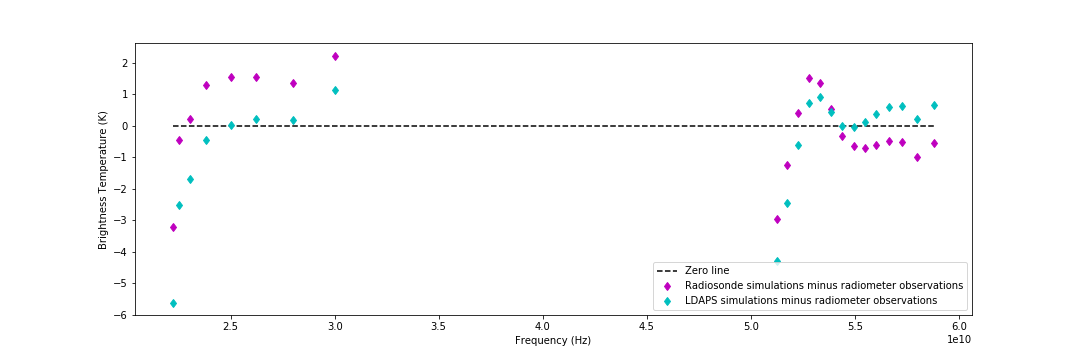 2
1
0
−1
−2
−3
−4
−5
−6
Brightness Temperature (K)
Zero line
Radiosonde simulations minus radiometer observations
LDAPS simulations minus radiometer observations
2.5
3.0
3.5
4.0
4.5
5.0
5.5
6.0
1e10
Frequency (Hz)